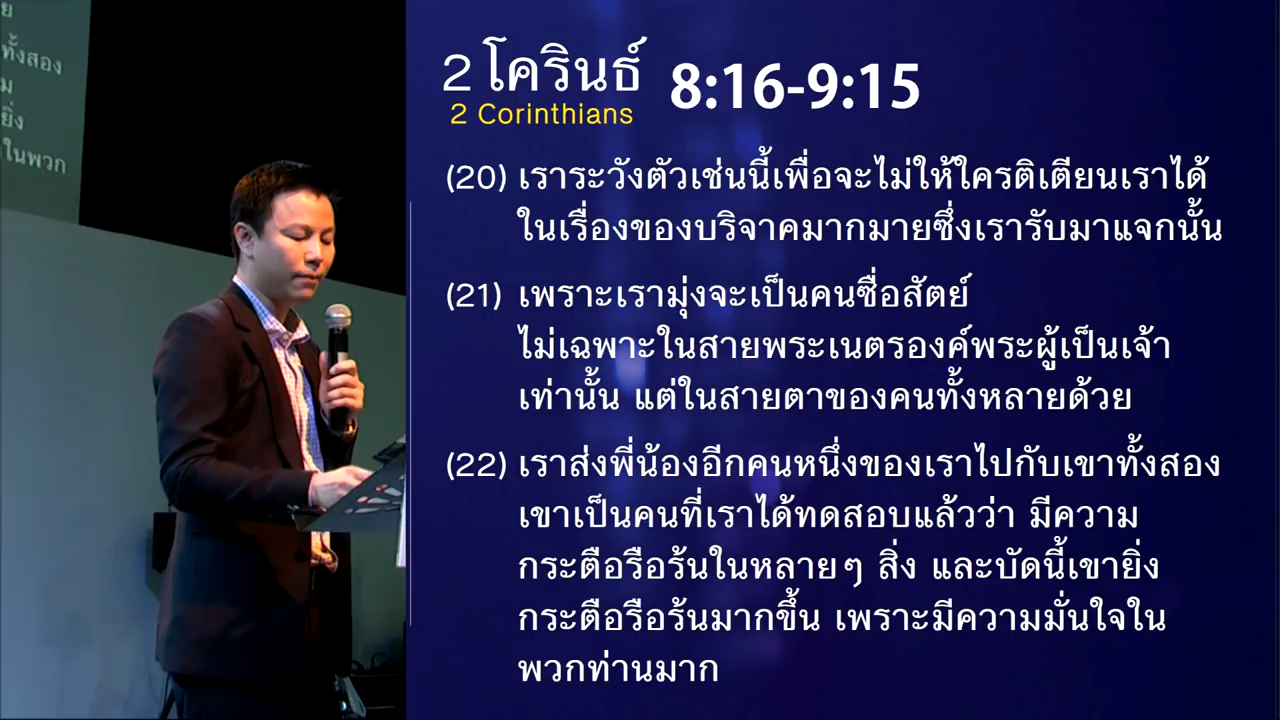 ย
ทั้งสอง
ม
ยิ่ง
ในพวก
2 โครินธ์ 8:16-9:15
2 Corinthians
(20) เราระวังตัวเช่นนี้เพื่อจะไม่ให้ใครติเตียนเราได้
ในเรื่องของบริจาคมากมายซึ่งเรารับมาแจกนั้น
(21) เพราะเรามุ่งจะเป็นคนซื่อสัตย์
ไม่เฉพาะในสายพระเนตรองค์พระผู้เป็นเจ้า
เท่านั้น แต่ในสายตาของคนทั้งหลายด้วย
(22) เราส่งพี่น้องอีกคนหนึ่งของเราไปกับเขาทั้งสอง
เขาเป็นคนที่เราได้ทดสอบแล้วว่า มีความ
กระตือรือร้นในหลายๆ สิ่ง และบัดนี้เขายิ่ง
กระตือรือร้นมากขึ้น เพราะมีความมั่นใจใน
พวกท่านมาก